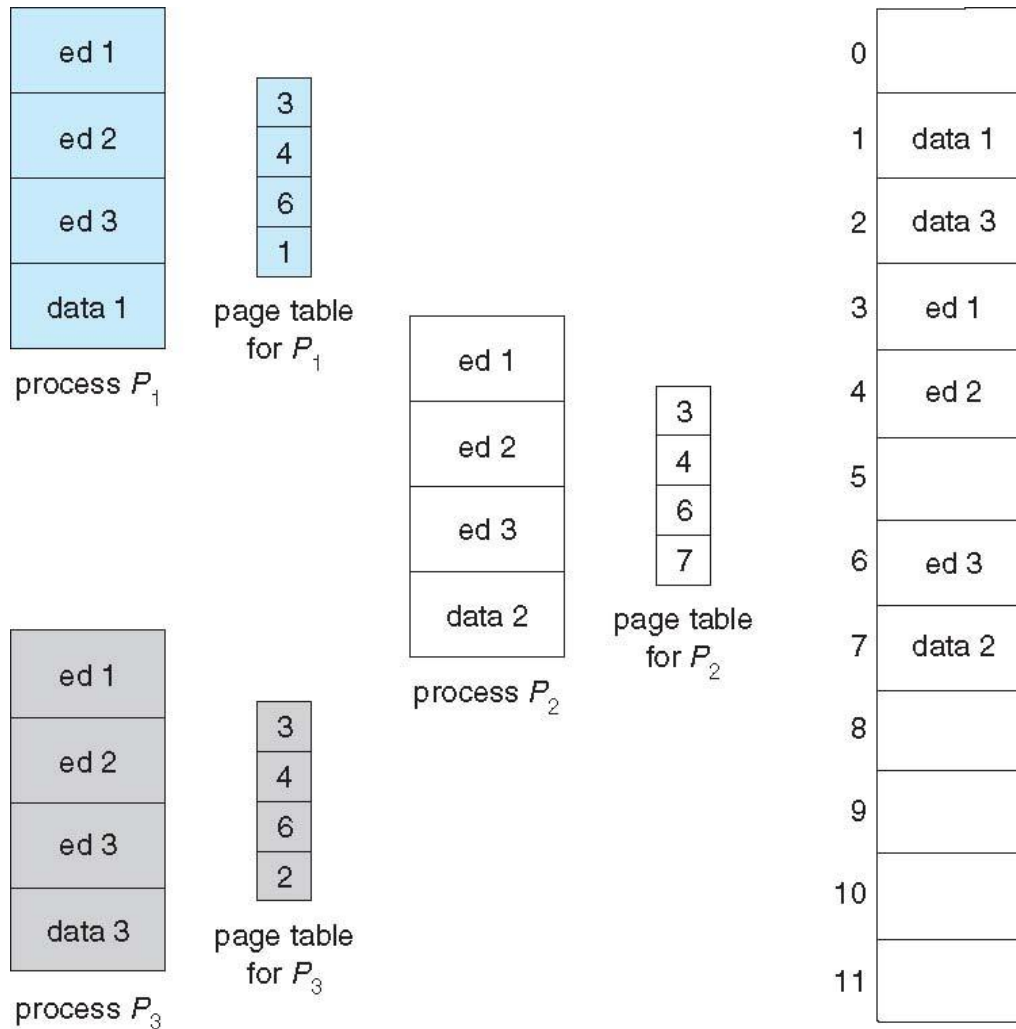 ed 1
ed 2
ed 3
data 1
process P1
3
4
6
1
page table
for P1
ed 1
ed 2
ed 3
data 2
process P2
3
4
6
7
page table
for P2
ed 1
ed 2
ed 3
data 3
process P3
3
4
6
2
page table
for P3
0
1 data 1
2 data 3
3 ed 1
4 ed 2
5
6 ed 3
7 data 2
8
9
10
11